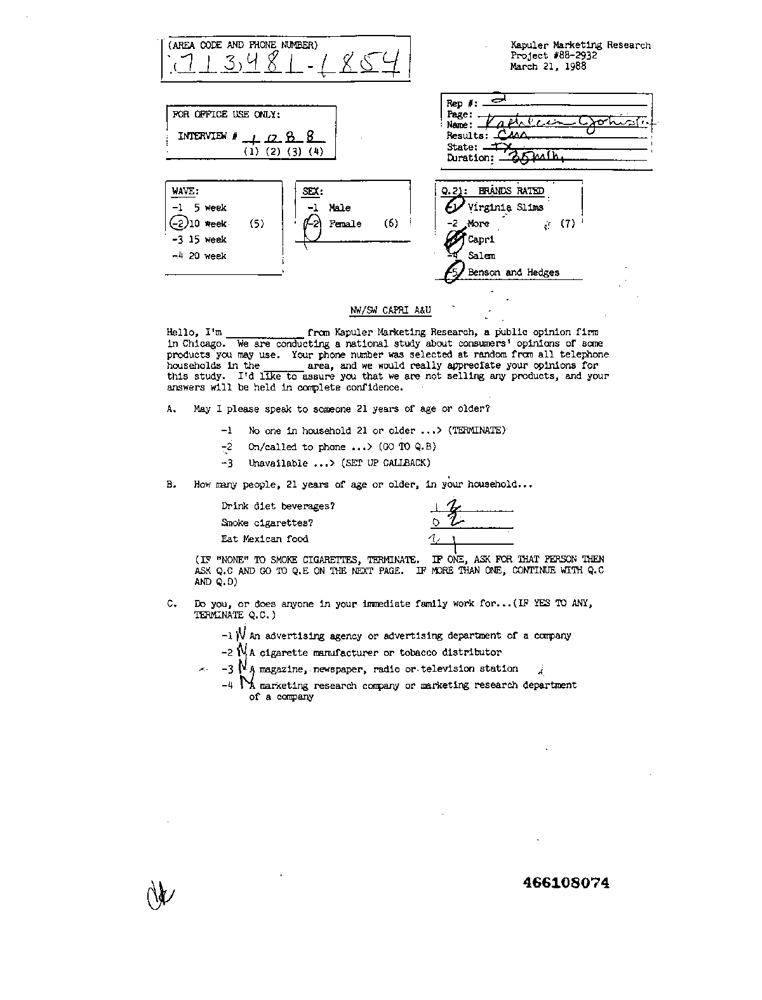 (AREA CODE AND PHONE NUMBER)
(713)481-1854
Kapuler Marketing Research
Project #88-2932
March 21, 1988
FOR OFFICE USE ONLY:
INTERVIEW # 1 0 8 8
(1) (2) (3) (4)
Rep #: 2
Page:
Name: Kathleen Johnst
Results:
State: TX
Duration: 35 min,
WAVE:
-1 5 week
-2 10 week (5)
-3 15 week
-4 20 week
SEX:
-1 Male
-2 Female (6)
Q.21: BRANDS RATED
-1 Virginia Slims
-2 More (7)
Capri
-4 Salem
-5 Benson and Hedges
NW/SW CAPRI A&U
Hello, I'm ________ from Kapuler Marketing Research, a public opinion firm
in Chicago. We are conducting a national study about consumers' opinions of some
products you may use. Your phone number was selected at random from all telephone
households in the ______ area, and we would really appreciate your opinions for
this study. I'd like to assure you that we are not selling any products, and your
answers will be held in complete confidence.
A. May I please speak to someone 21 years of age or older?
-1 No one in household 21 or older ...> (TERMINATE)
-2 On/called to phone ...> (GO TO Q.B)
-3 Unavailable ...> (SET UP CALLBACK)
B. How many people, 21 years of age or older, in your household...
Drink diet beverages? 1 2
Smoke cigarettes? 0 2
Eat Mexican food 2 1
(IF "NONE" TO SMOKE CIGARETTES, TERMINATE. IF ONE, ASK FOR THAT PERSON THEN
ASK Q.C AND GO TO Q.E ON THE NEXT PAGE. IF MORE THAN ONE, CONTINUE WITH Q.C
AND Q.D)
C. Do you, or does anyone in your immediate family work for...(IF YES TO ANY,
TERMINATE Q.C.)
-1 N An advertising agency or advertising department of a company
-2 N A cigarette manufacturer or tobacco distributor
-3 N A magazine, newspaper, radio or television station
-4 N A marketing research company or marketing research department
of a company
466108074